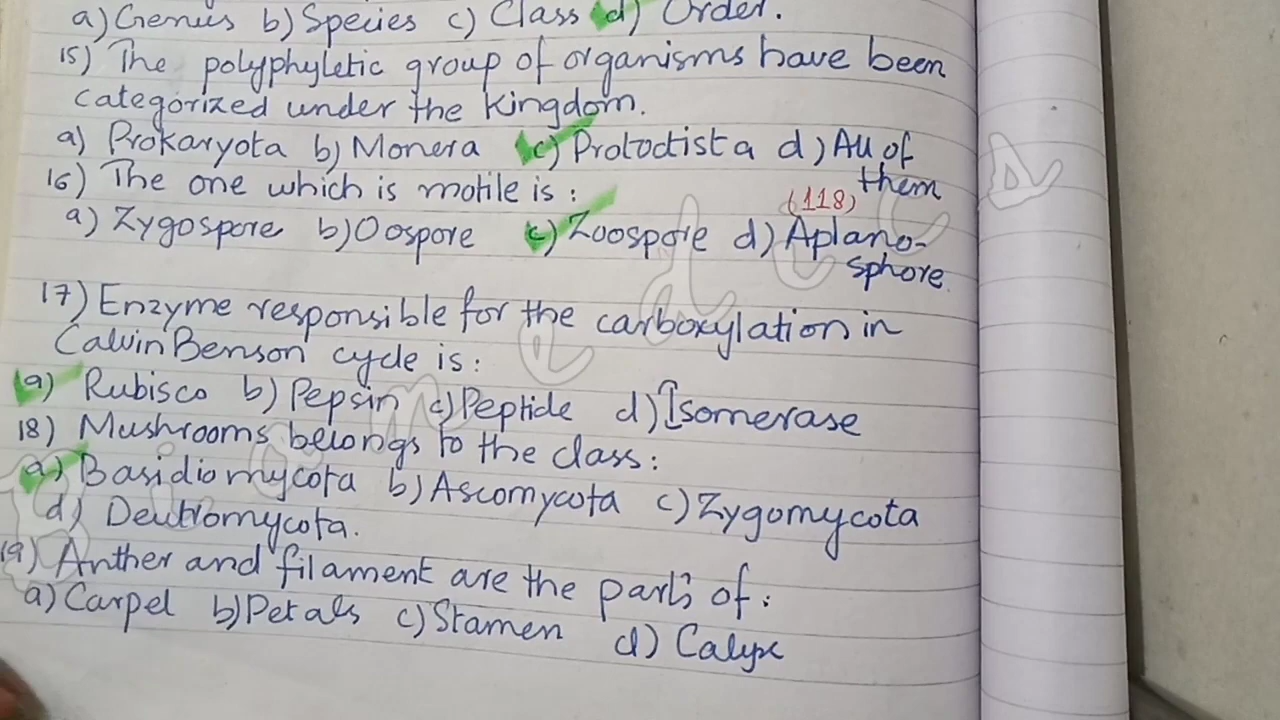 a) Genus b) Species c) Class d) Order.
15) The polyphyletic group of organisms have been
categorized under the kingdom.
a) Prokaryota b) Monera c) Protoctista d) All of
them
16) The one which is motile is :
(118)
a) Zygospore b) Oospore c) Zoospore d) Aplano-
sphore.
17) Enzyme responsible for the carboxylation in
Calvin Benson cycle is :
a) Rubisco b) Pepsin c) Peptide d) Isomerase
18) Mushrooms belongs to the class :
a) Basidiomycota b) Ascomycota c) Zygomycota
d) Deutromycota.
19) Anther and filament are the parts of :
a) Carpel b) Petals c) Stamen d) Calyx